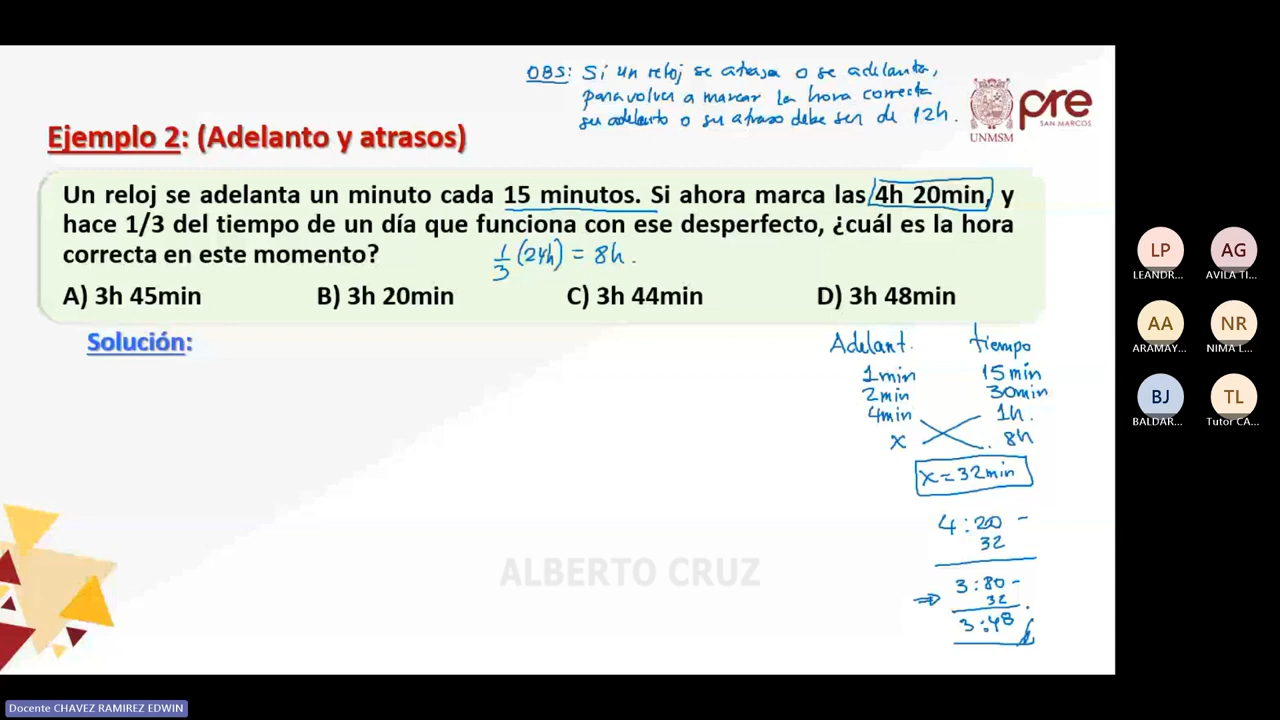 OBS: Si un reloj se atrasa o se adelanta,
para volver a marcar la hora correcta
su adelanto o su atraso debe ser de 12h.
UNMSM
pre
SAN MARCOS
Ejemplo 2: (Adelanto y atrasos)
Un reloj se adelanta un minuto cada 15 minutos. Si ahora marca las 4h 20min, y
hace 1/3 del tiempo de un día que funciona con ese desperfecto, ¿cuál es la hora
correcta en este momento?
1/3 (24h) = 8h.
A) 3h 45min B) 3h 20min C) 3h 44min D) 3h 48min
Solución:
Adelant. tiempo
1min 15min
2min 30min
4min 1h.
x . 8h
x = 32min
4:20 -
32
3:80 -
⇒ 32
3:48
ALBERTO CRUZ
LP AG
LEANDR... AVILA TI...
AA NR
ARAMAY... NIMA L...
BJ TL
BALDAR... Tutor CA...
Docente CHAVEZ RAMIREZ EDWIN